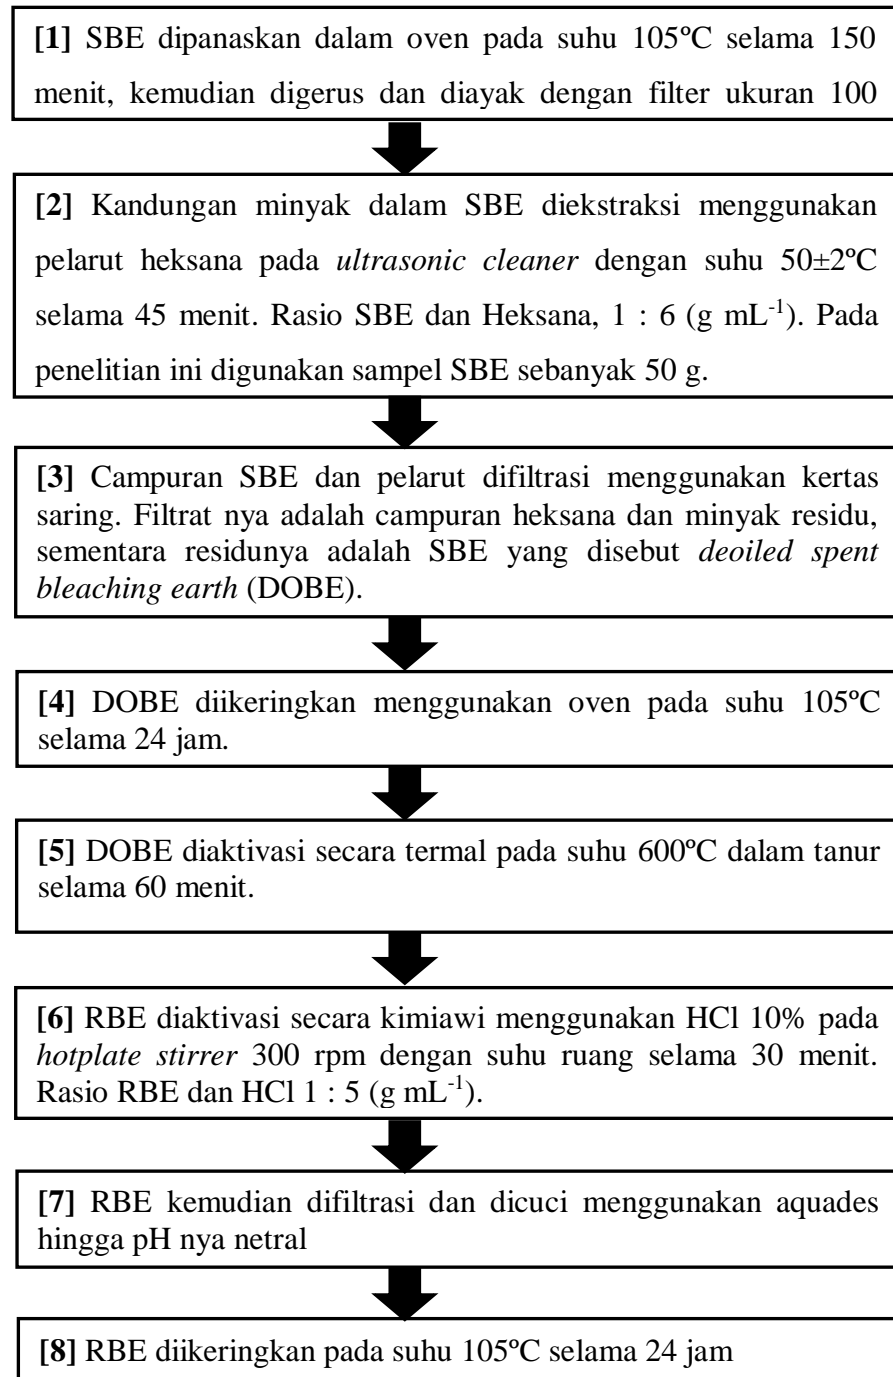 [1] SBE dipanaskan dalam oven pada suhu 105ºC selama 150
menit, kemudian digerus dan diayak dengan filter ukuran 100
[2] Kandungan minyak dalam SBE diekstraksi menggunakan
pelarut heksana pada ultrasonic cleaner dengan suhu 50±2ºC
selama 45 menit. Rasio SBE dan Heksana, 1 : 6 (g mL⁻¹). Pada
penelitian ini digunakan sampel SBE sebanyak 50 g.
[3] Campuran SBE dan pelarut difiltrasi menggunakan kertas
saring. Filtrat nya adalah campuran heksana dan minyak residu,
sementara residunya adalah SBE yang disebut deoiled spent
bleaching earth (DOBE).
[4] DOBE diikeringkan menggunakan oven pada suhu 105ºC
selama 24 jam.
[5] DOBE diaktivasi secara termal pada suhu 600ºC dalam tanur
selama 60 menit.
[6] RBE diaktivasi secara kimiawi menggunakan HCl 10% pada
hotplate stirrer 300 rpm dengan suhu ruang selama 30 menit.
Rasio RBE dan HCl 1 : 5 (g mL⁻¹).
[7] RBE kemudian difiltrasi dan dicuci menggunakan aquades
hingga pH nya netral
[8] RBE diikeringkan pada suhu 105ºC selama 24 jam